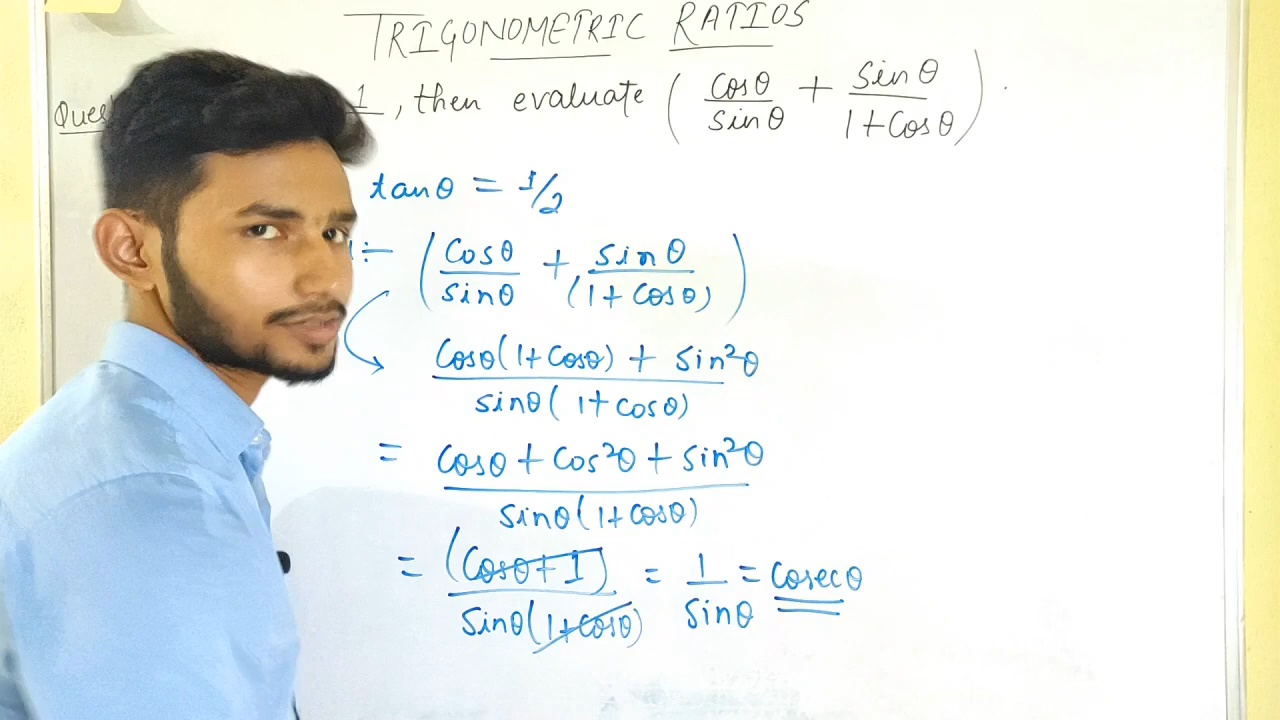 TRIGONOMETRIC RATIOS
1, then evaluate ( cosθ/sinθ + sinθ/1+cosθ ).
tanθ = 1/2
:- ( cosθ/sinθ + sinθ/(1+cosθ) )
cosθ(1+cosθ) + sin²θ / sinθ(1+cosθ)
= cosθ + cos²θ + sin²θ / sinθ(1+cosθ)
= (cosθ+1) / sinθ(1+cosθ) = 1/sinθ = cosecθ